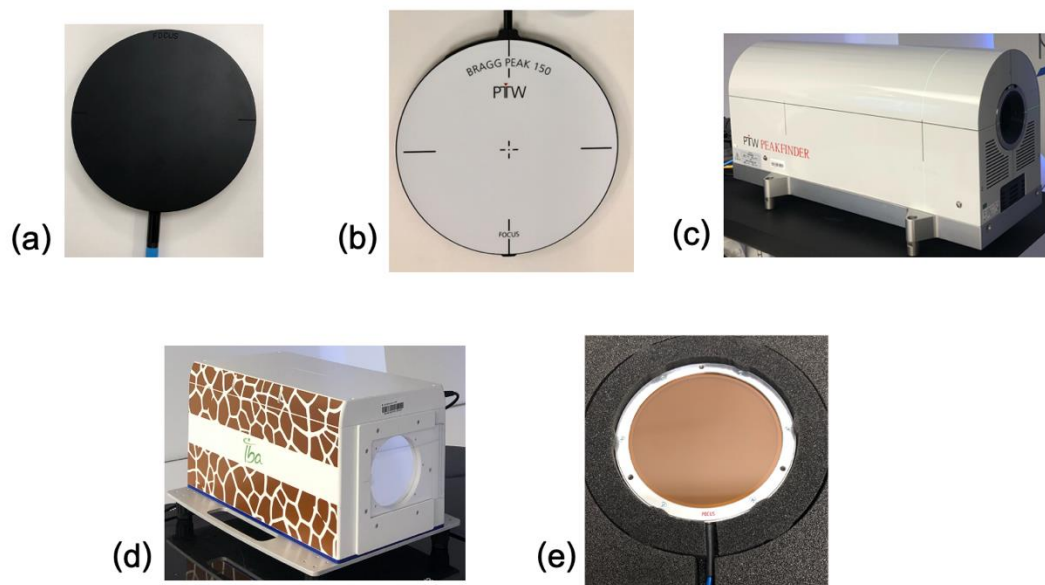 FOCUS
BRAGG PEAK 150
PTW
FOCUS
(a)
(b)
PTW PEAKFINDER
(c)
iba
(d)
FOCUS
(e)